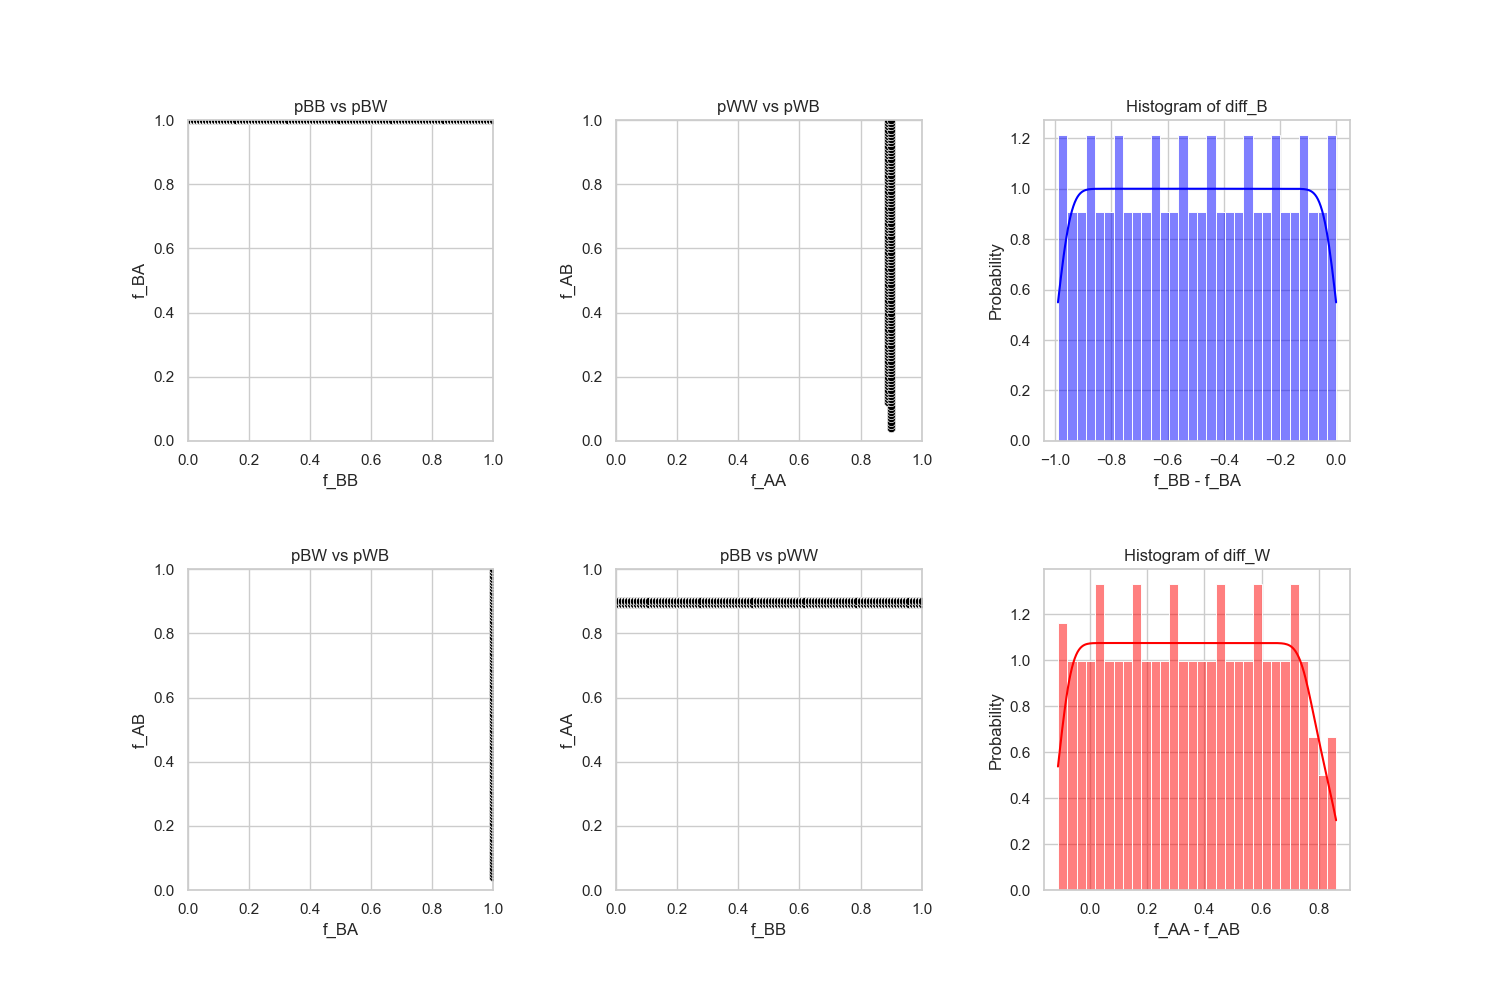 pBB vs pBW
1.0
0.8
0.6
0.4
0.2
0.0
f_BA
0.0 0.2 0.4 0.6 0.8 1.0
f_BB
pWW vs pWB
1.0
0.8
0.6
0.4
0.2
0.0
f_AB
0.0 0.2 0.4 0.6 0.8 1.0
f_AA
Histogram of diff_B
1.2
1.0
0.8
0.6
0.4
0.2
0.0
Probability
−1.0 −0.8 −0.6 −0.4 −0.2 0.0
f_BB - f_BA
pBW vs pWB
1.0
0.8
0.6
0.4
0.2
0.0
f_AB
0.0 0.2 0.4 0.6 0.8 1.0
f_BA
pBB vs pWW
1.0
0.8
0.6
0.4
0.2
0.0
f_AA
0.0 0.2 0.4 0.6 0.8 1.0
f_BB
Histogram of diff_W
1.2
1.0
0.8
0.6
0.4
0.2
0.0
Probability
0.0 0.2 0.4 0.6 0.8
f_AA - f_AB